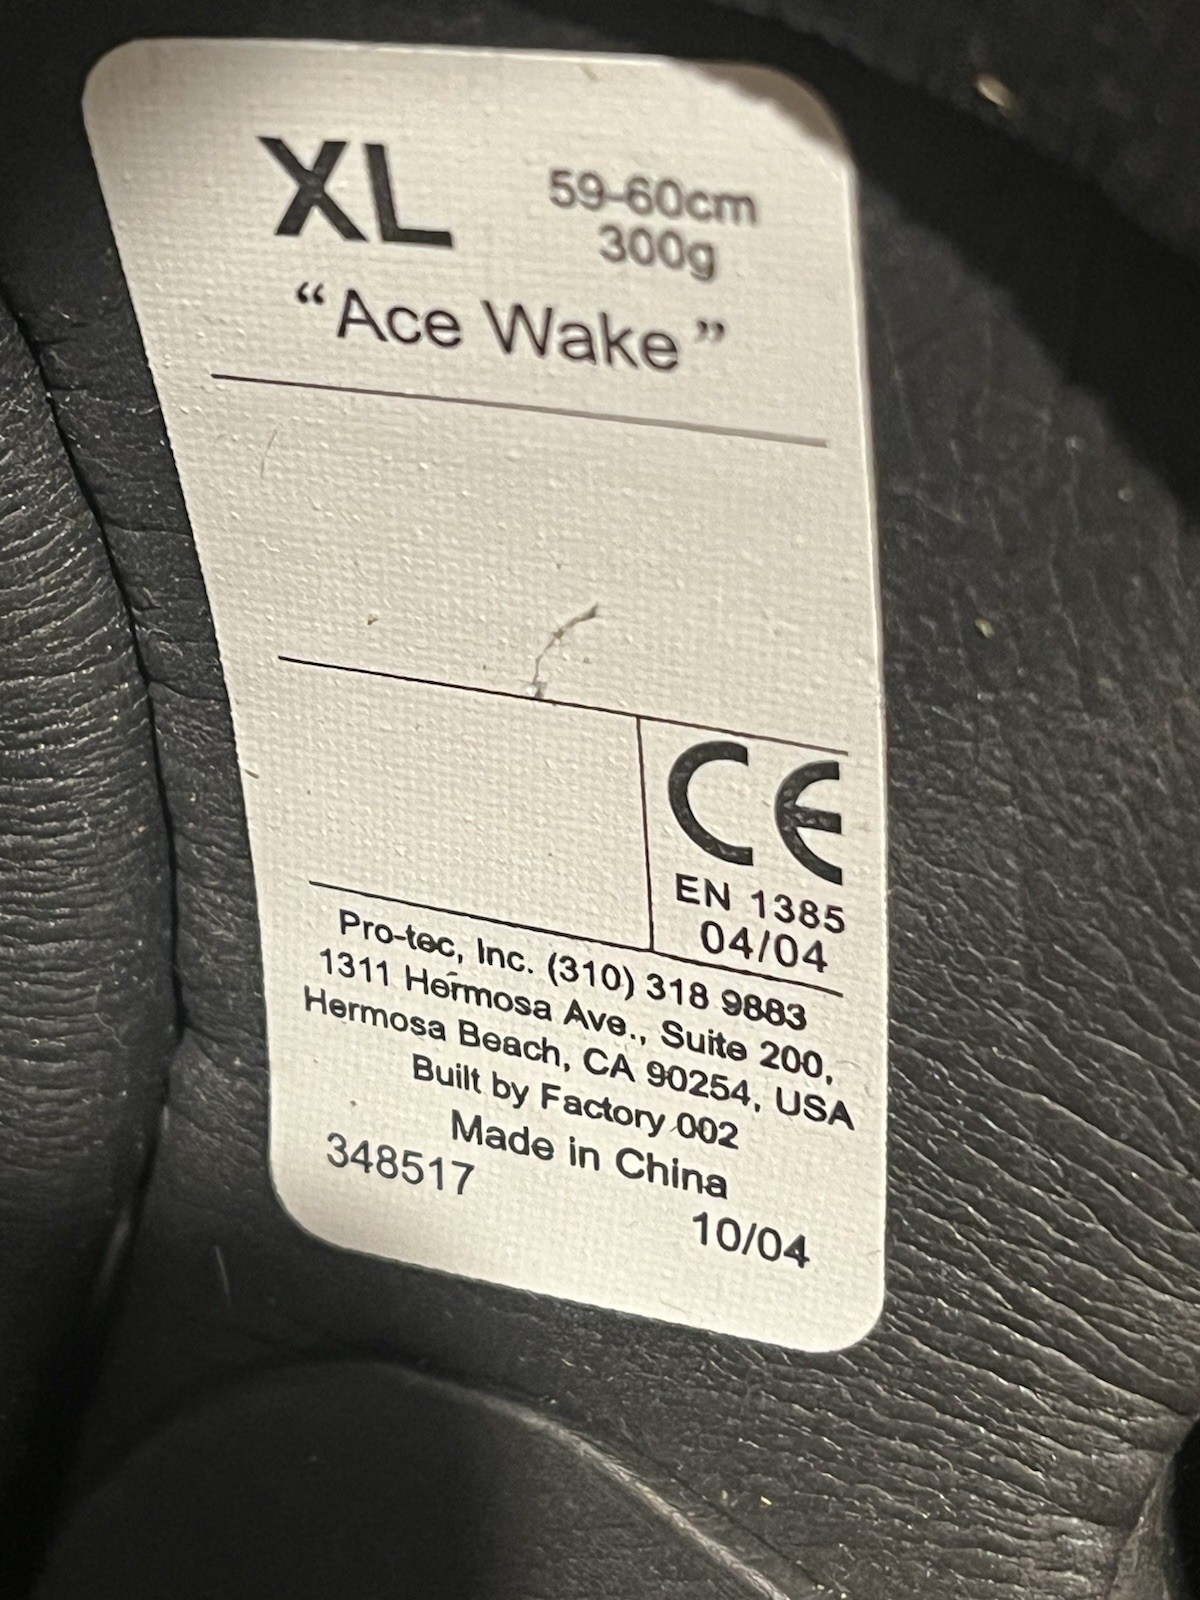 XL
59-60cm
300g
“Ace Wake”
CE
EN 1385
04/04
Pro-tec, Inc. (310) 318 9883
1311 Hermosa Ave., Suite 200,
Hermosa Beach, CA 90254, USA
Built by Factory 002
Made in China
348517
10/04